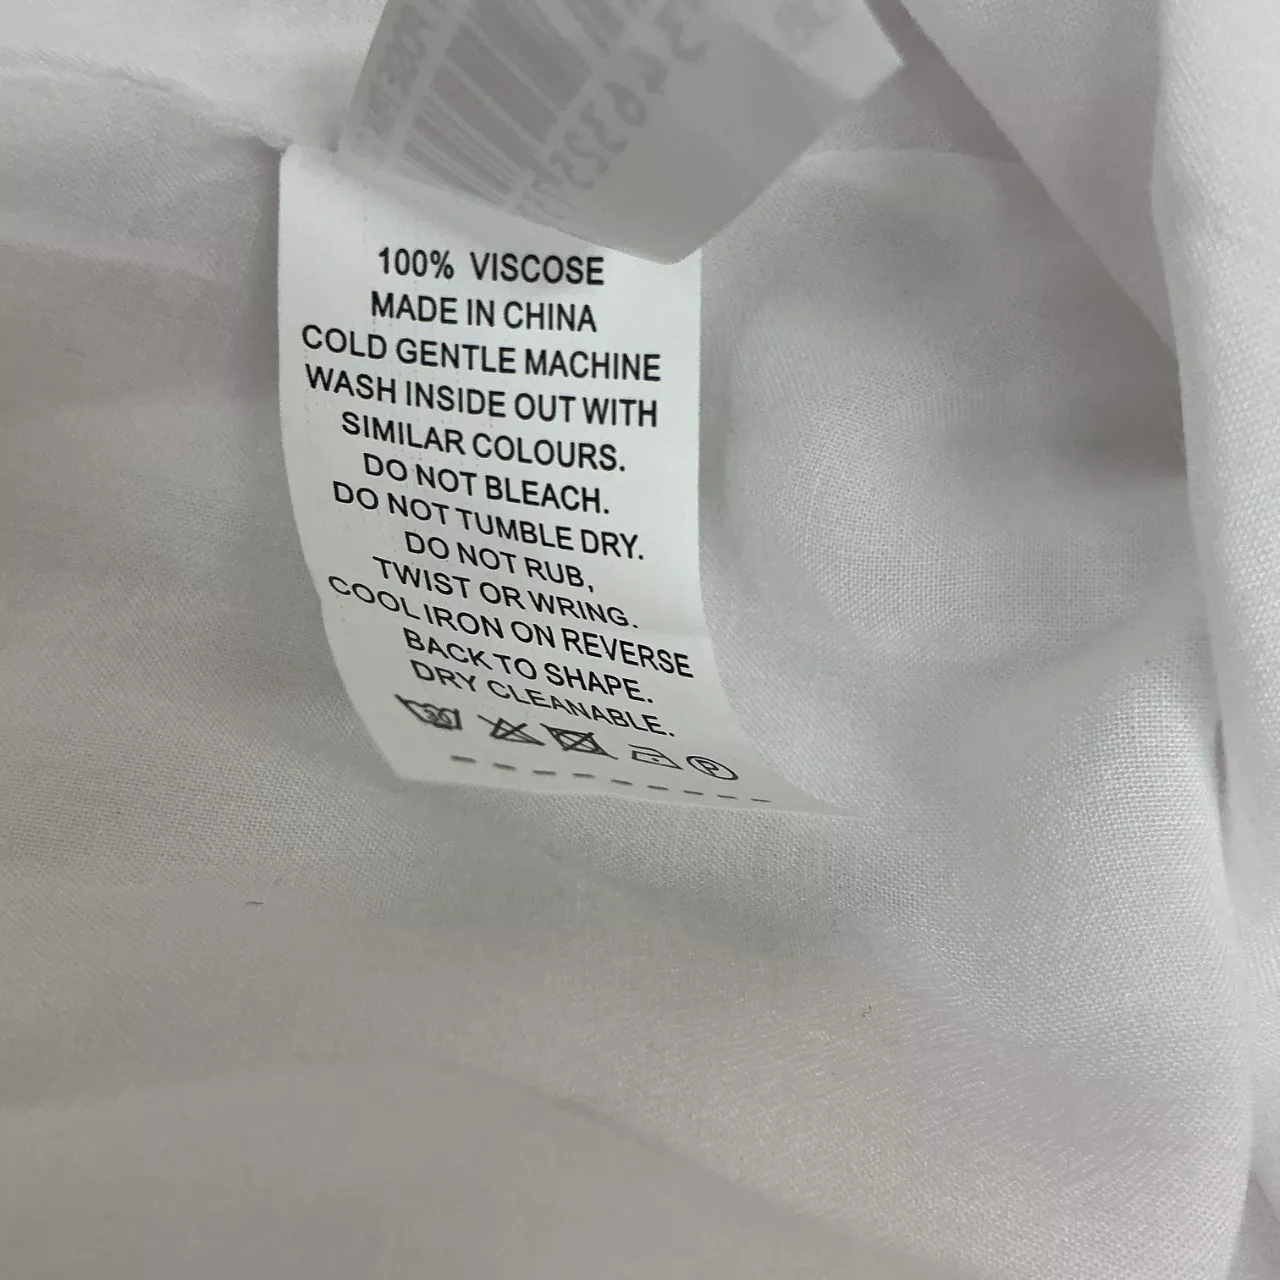 100% VISCOSE
MADE IN CHINA
COLD GENTLE MACHINE
WASH INSIDE OUT WITH
SIMILAR COLOURS.
DO NOT BLEACH.
DO NOT TUMBLE DRY.
DO NOT RUB,
TWIST OR WRING.
COOL IRON ON REVERSE
BACK TO SHAPE.
DRY CLEANABLE.
30
P